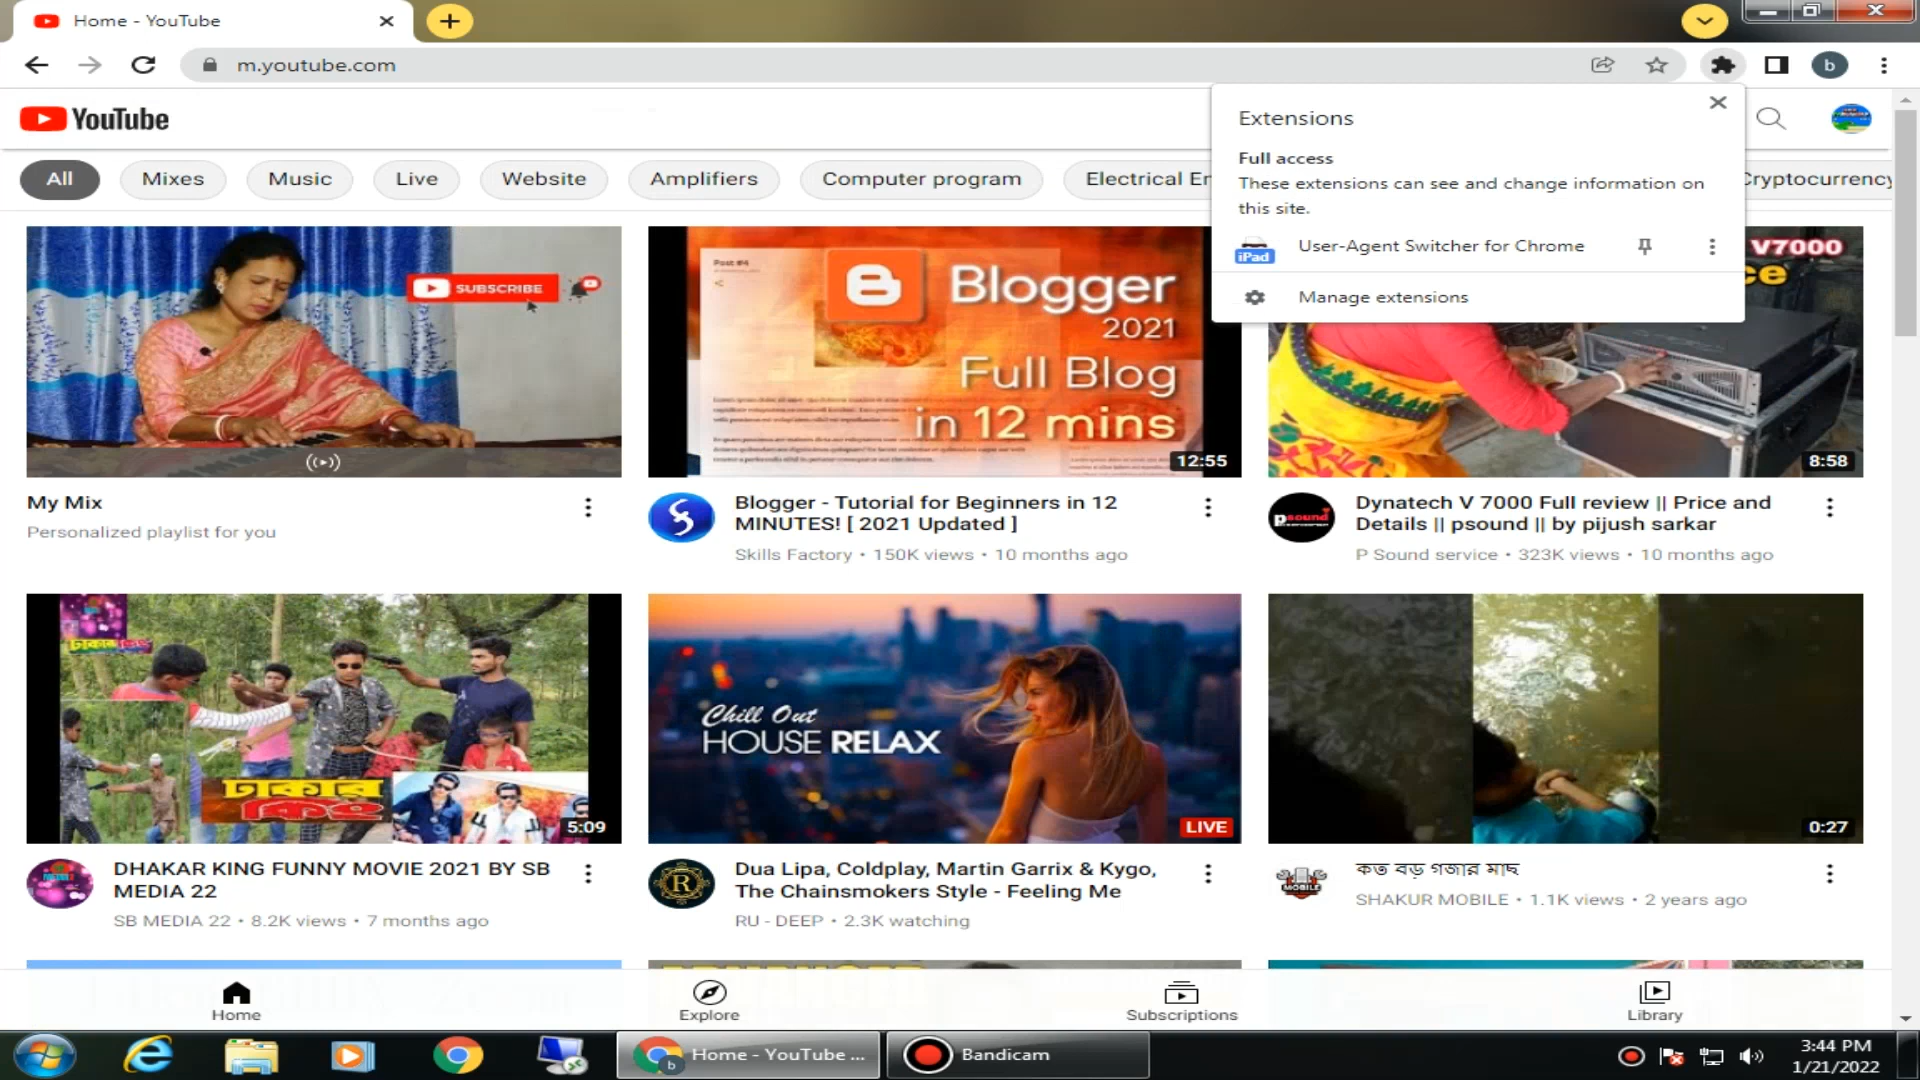 Home - YouTube
m.youtube.com
YouTube
Extensions
Full access
These extensions can see and change information on
this site.
iPad
User-Agent Switcher for Chrome
Manage extensions
All
Mixes
Music
Live
Website
Amplifiers
Computer program
Electrical
Cryptocurrency
SUBSCRIBE
Post #4
Blogger
2021
Full Blog
in 12 mins
12:55
V7000
8:58
My Mix
Personalized playlist for you
Blogger - Tutorial for Beginners in 12
MINUTES! [ 2021 Updated ]
Skills Factory • 150K views • 10 months ago
psound
Dynatech V 7000 Full review || Price and
Details || psound || by pijush sarkar
P Sound service • 323K views • 10 months ago
ঢাকার
কিং
5:09
Chill Out
HOUSE RELAX
LIVE
0:27
DHAKAR KING FUNNY MOVIE 2021 BY SB
MEDIA 22
SB MEDIA 22 • 8.2K views • 7 months ago
R
Dua Lipa, Coldplay, Martin Garrix & Kygo,
The Chainsmokers Style - Feeling Me
RU - DEEP • 2.3K watching
MOBILE
কত বড় গজার মাছ
SHAKUR MOBILE • 1.1K views • 2 years ago
Home
Explore
Subscriptions
Library
Home - YouTube ...
Bandicam
3:44 PM
1/21/2022